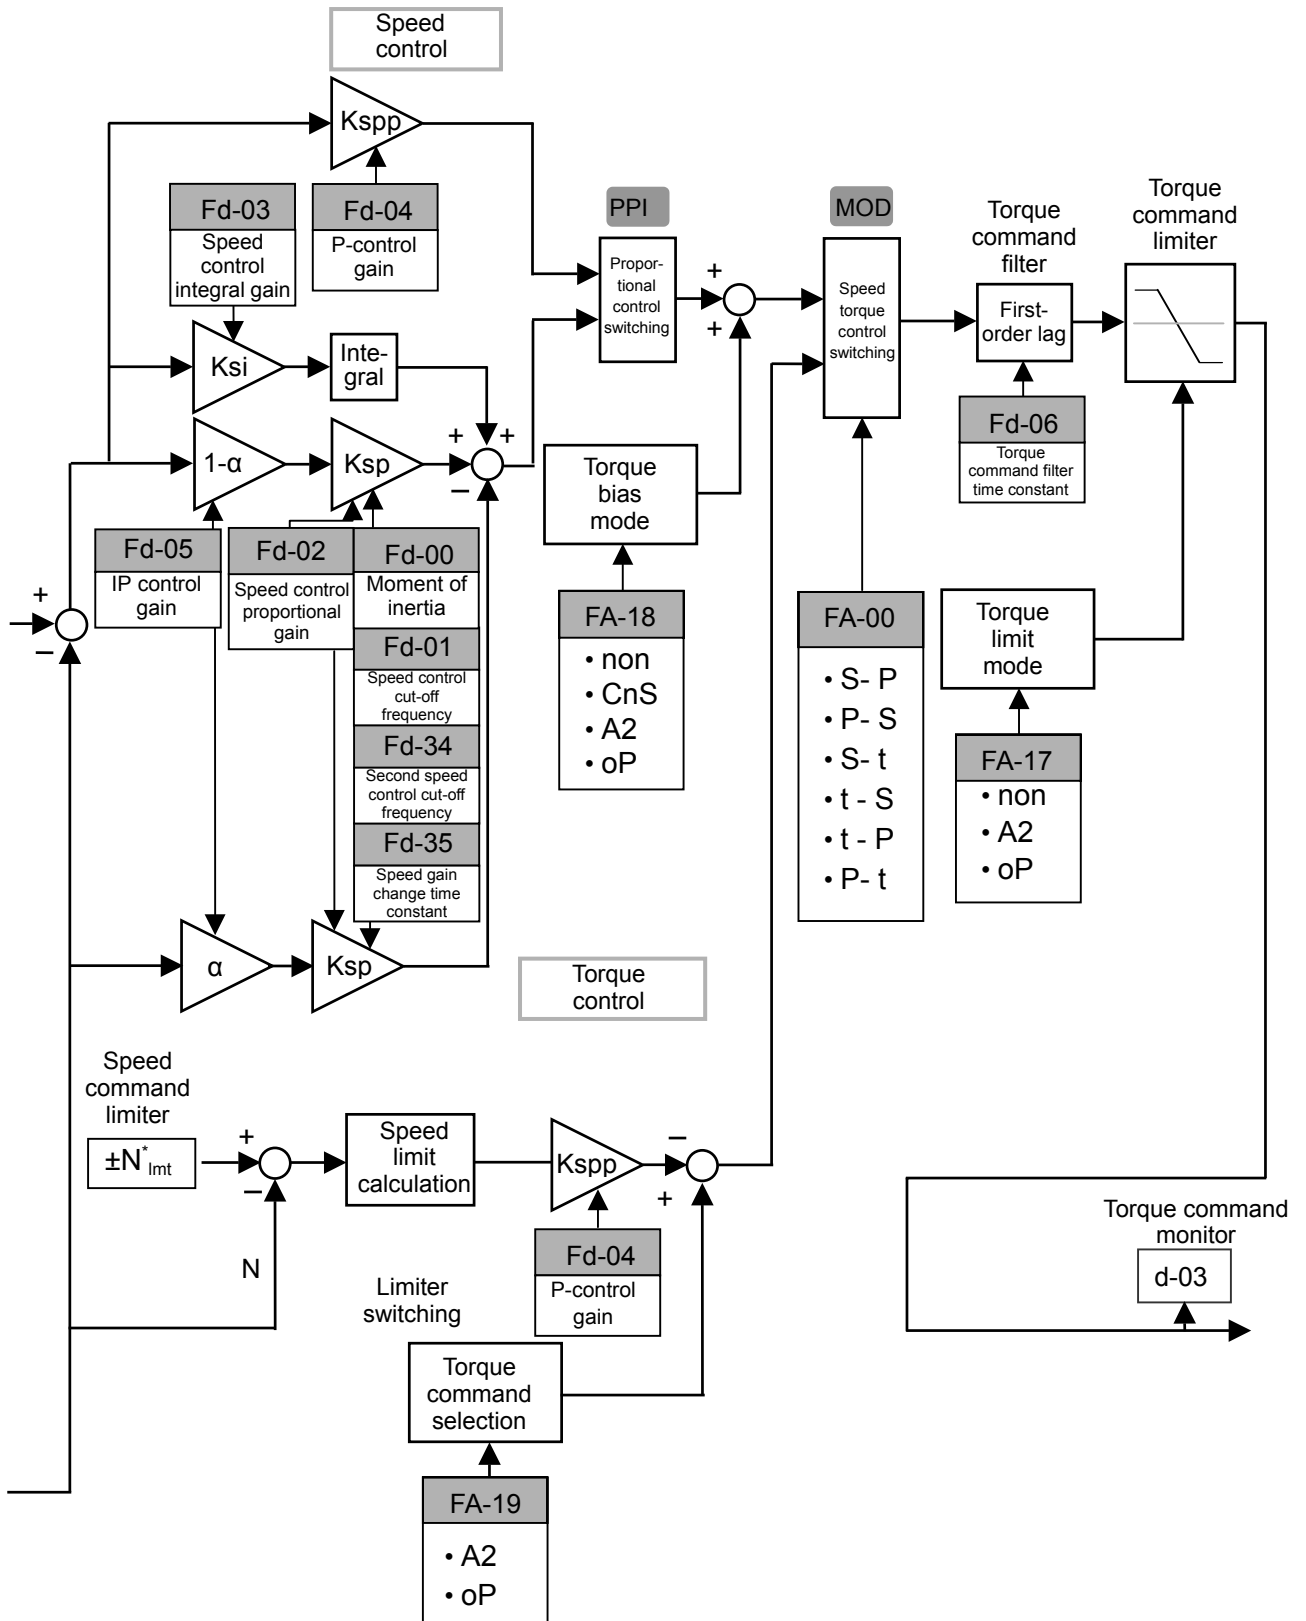 Speed
control
Kspp
Fd-03
Speed
control
integral gain
Fd-04
P-control
gain
PPI
Propor-
tional
control
switching
+
+
MOD
Speed
torque
control
switching
Torque
command
filter
First-
order lag
Torque
command
limiter
Ksi
Inte-
gral
1-α
Ksp
+
+
−
Torque
bias
mode
Fd-06
Torque
command filter
time constant
Fd-05
IP control
gain
Fd-02
Speed control
proportional
gain
Fd-00
Moment of
inertia
Fd-01
Speed control
cut-off
frequency
Fd-34
Second speed
control cut-off
frequency
Fd-35
Speed gain
change time
constant
+
−
FA-18
• non
• CnS
• A2
• oP
FA-00
• S- P
• P- S
• S- t
• t - S
• t - P
• P- t
Torque
limit
mode
FA-17
• non
• A2
• oP
α
Ksp
Torque
control
Speed
command
limiter
±N*lmt
+
−
N
Speed
limit
calculation
Kspp
−
+
Fd-04
P-control
gain
Limiter
switching
Torque
command
selection
FA-19
• A2
• oP
Torque command
monitor
d-03